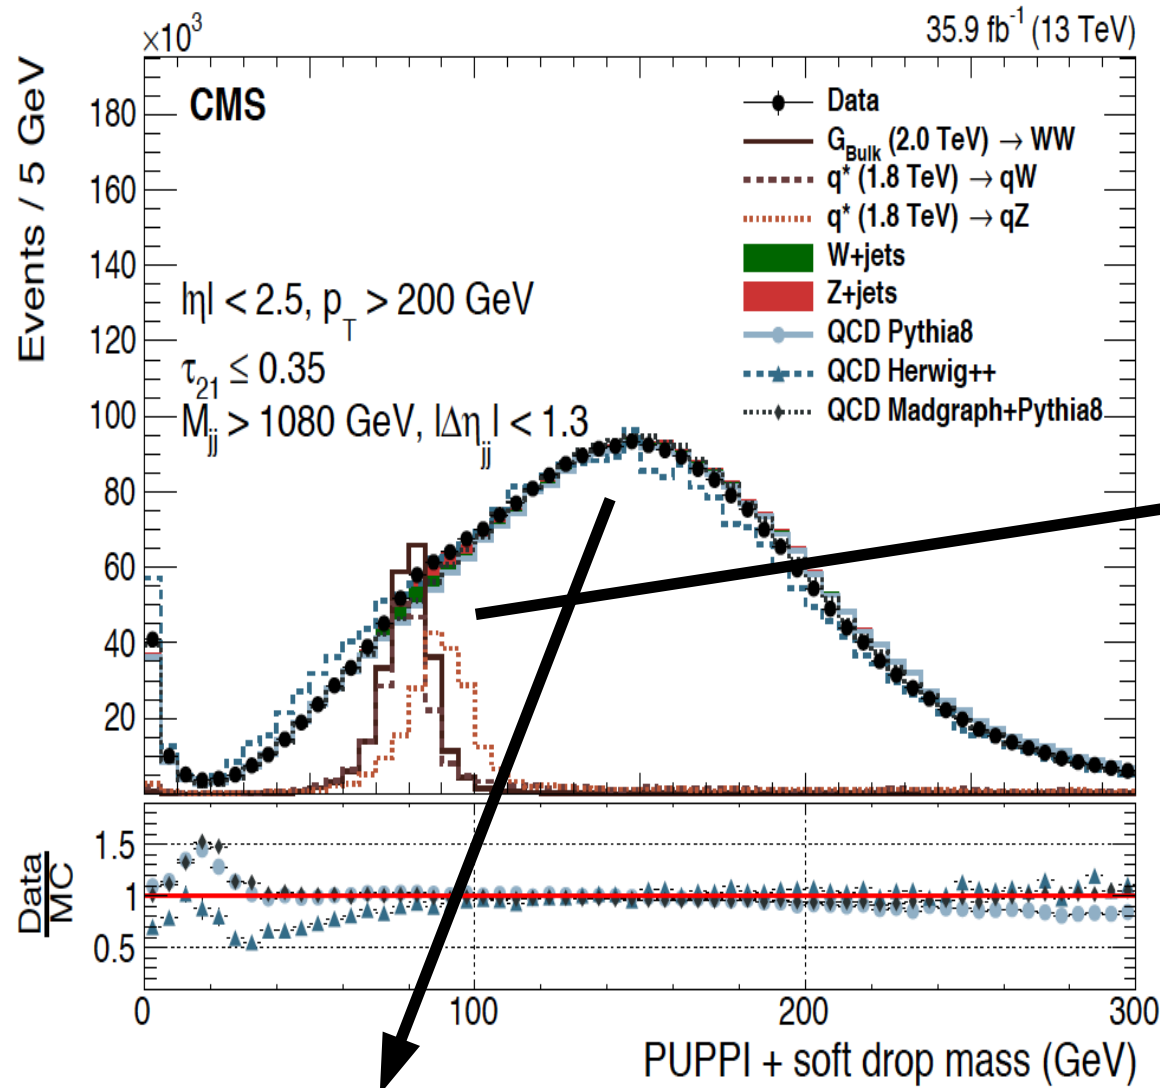 ×10³
35.9 fb⁻¹ (13 TeV)
Events / 5 GeV
180
160
140
120
100
80
60
40
20
CMS
Data
G_Bulk (2.0 TeV) → WW
q* (1.8 TeV) → qW
q* (1.8 TeV) → qZ
W+jets
Z+jets
QCD Pythia8
QCD Herwig++
QCD Madgraph+Pythia8
|η| < 2.5, p_T > 200 GeV
τ_21 ≤ 0.35
M_jj > 1080 GeV, |Δη_jj| < 1.3
Data
MC
1.5
1
0.5
0 100 200 300
PUPPI + soft drop mass (GeV)